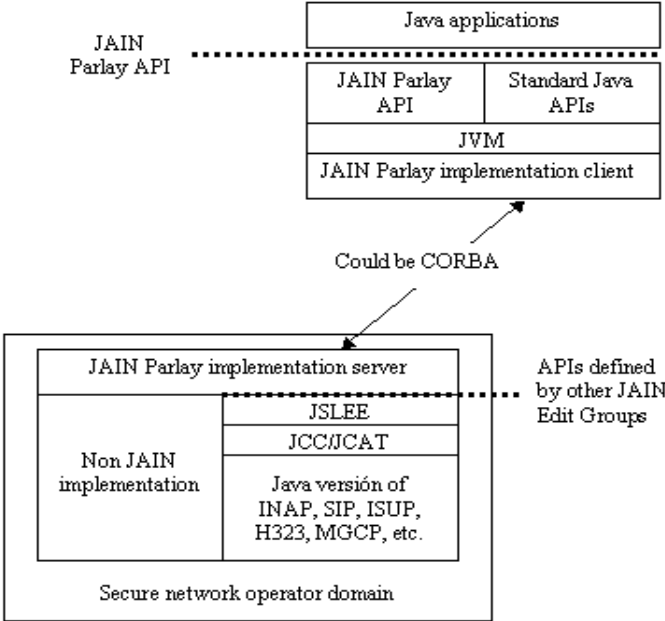 Java applications
JAIN
Parlay API
JAIN Parlay
API
Standard Java
APIs
JVM
JAIN Parlay implementation client
Could be CORBA
JAIN Parlay implementation server
APIs defined
by other JAIN
Edit Groups
JSLEE
JCC/JCAT
Non JAIN
implementation
Java versión of
INAP, SIP, ISUP,
H323, MGCP, etc.
Secure network operator domain